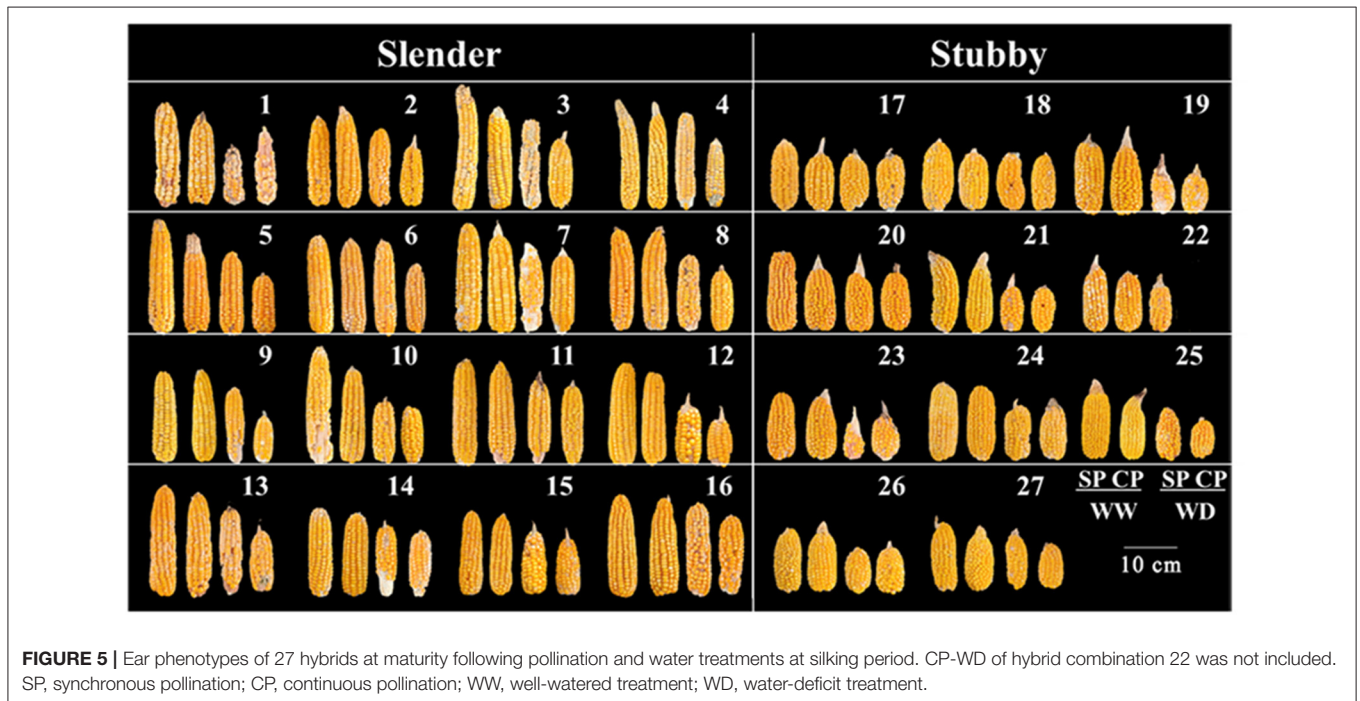 Slender Stubby
1 2 3 4 17 18 19
5 6 7 8 20 21 22
9 10 11 12 23 24 25
13 14 15 16 26 27
SP CP SP CP
WW WD
10 cm
FIGURE 5 | Ear phenotypes of 27 hybrids at maturity following pollination and water treatments at silking period. CP-WD of hybrid combination 22 was not included.
SP, synchronous pollination; CP, continuous pollination; WW, well-watered treatment; WD, water-deficit treatment.